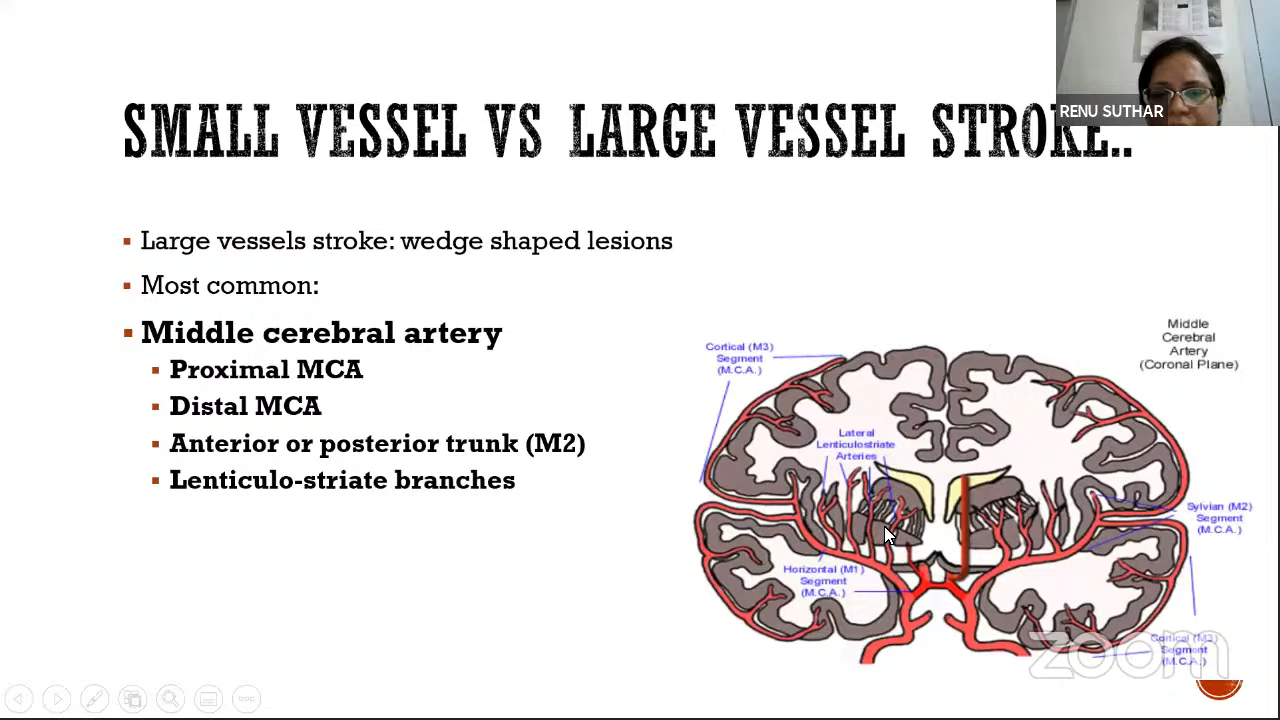 SMALL VESSEL VS LARGE VESSEL STROKE..
RENU SUTHAR
Large vessels stroke: wedge shaped lesions
Most common:
Middle cerebral artery
Proximal MCA
Distal MCA
Anterior or posterior trunk (M2)
Lenticulo-striate branches
Middle
Cerebral
Artery
(Coronal Plane)
Cortical (M3)
Segment
(M.C.A.)
Lateral
Lenticulostriate
Arteries
Sylvian (M2)
Segment
(M.C.A.)
Horizontal (M1)
Segment
(M.C.A.)
Cortical (M3)
Segment
(M.C.A.)
zoom